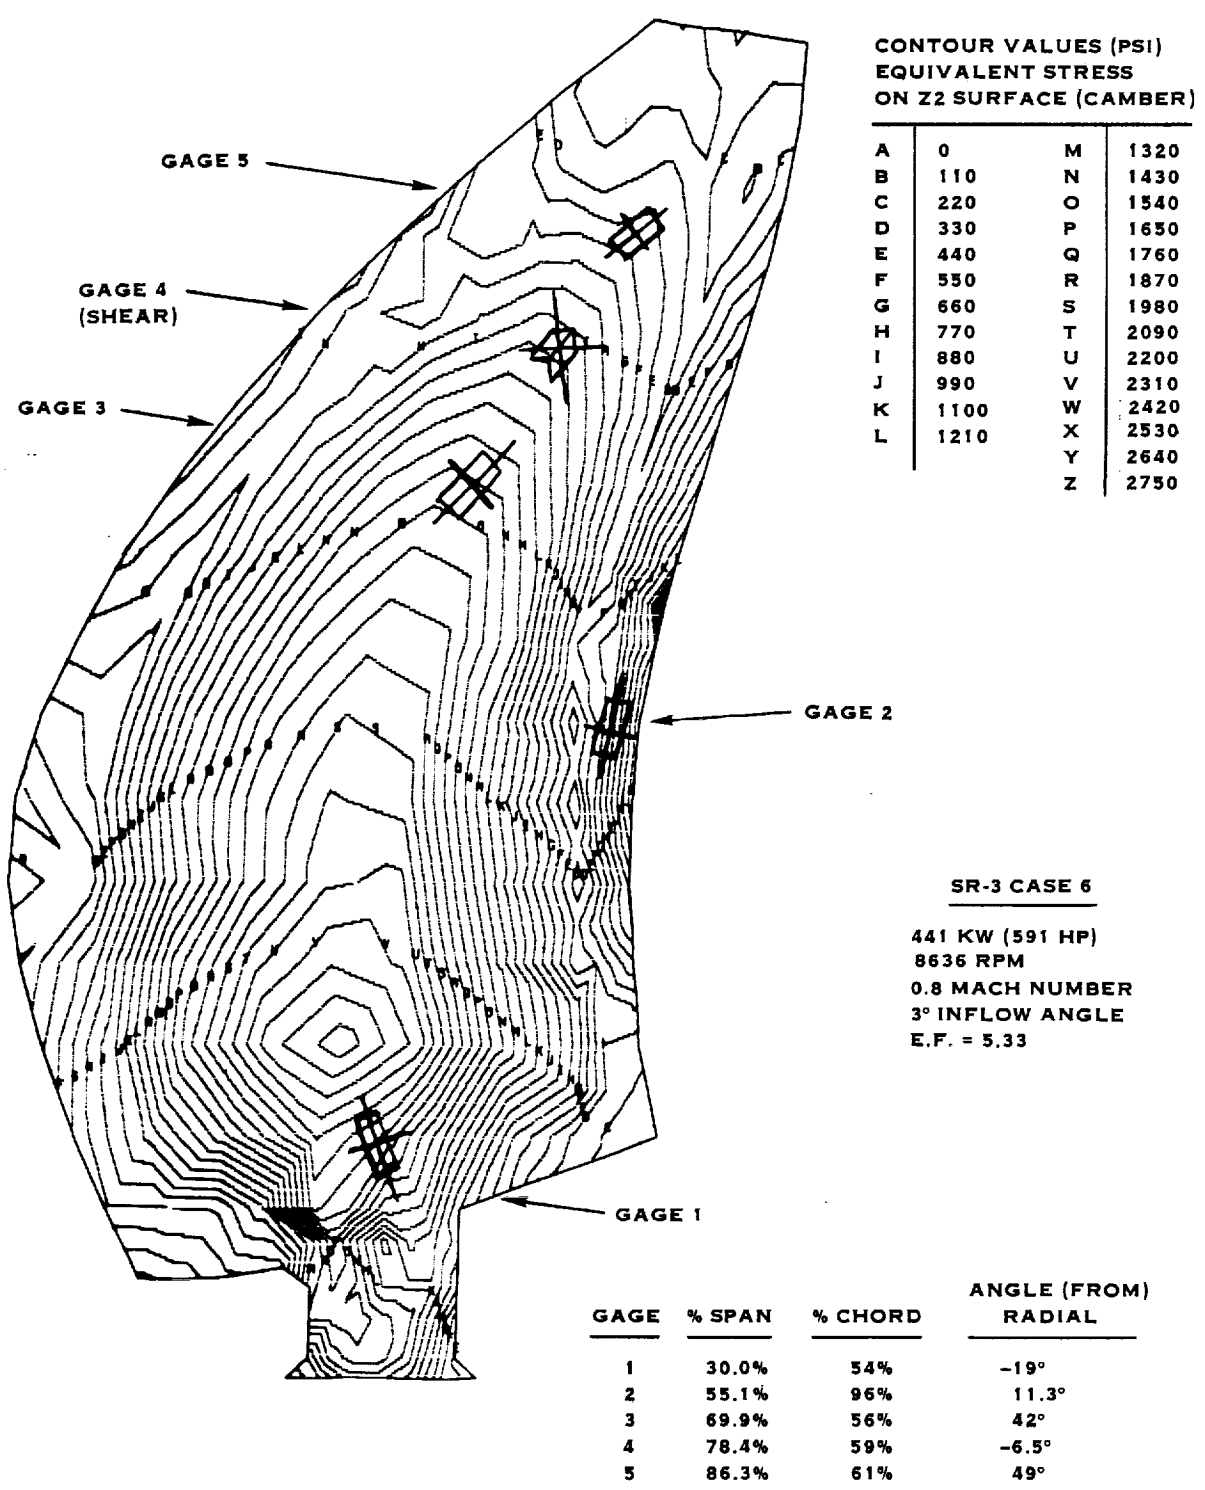 CONTOUR VALUES (PSI)
EQUIVALENT STRESS
ON Z2 SURFACE (CAMBER)
A 0 M 1320
B 110 N 1430
C 220 O 1540
D 330 P 1650
E 440 Q 1760
F 550 R 1870
G 660 S 1980
H 770 T 2090
I 880 U 2200
J 990 V 2310
K 1100 W 2420
L 1210 X 2530
Y 2640
Z 2750
GAGE 5
GAGE 4
(SHEAR)
GAGE 3
GAGE 2
GAGE 1
SR-3 CASE 6
441 KW (591 HP)
8636 RPM
0.8 MACH NUMBER
3° INFLOW ANGLE
E.F. = 5.33
GAGE % SPAN % CHORD ANGLE (FROM) RADIAL
1 30.0% 54% -19°
2 55.1% 96% 11.3°
3 69.9% 56% 42°
4 78.4% 59% -6.5°
5 86.3% 61% 49°